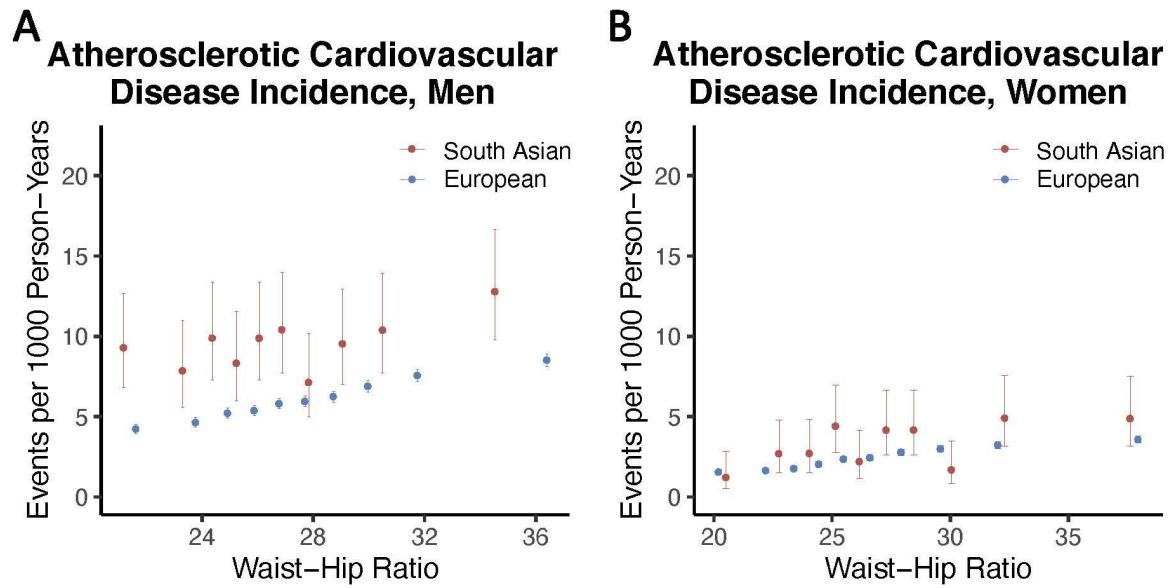 A
Atherosclerotic Cardiovascular
Disease Incidence, Men
Events per 1000 Person-Years
South Asian
European
20
15
10
5
0
24
28
32
36
Waist-Hip Ratio
B
Atherosclerotic Cardiovascular
Disease Incidence, Women
Events per 1000 Person-Years
South Asian
European
20
15
10
5
0
20
25
30
35
Waist-Hip Ratio